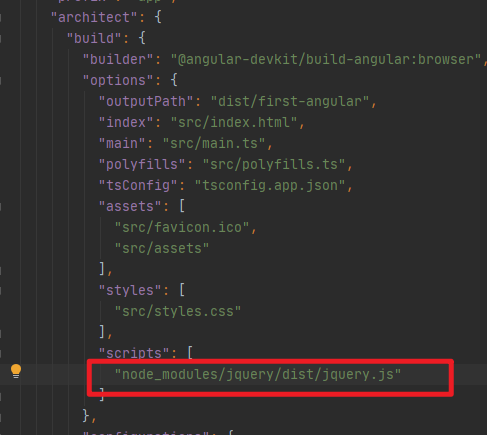 "architect": {
"build": {
"builder": "@angular-devkit/build-angular:browser",
"options": {
"outputPath": "dist/first-angular",
"index": "src/index.html",
"main": "src/main.ts",
"polyfills": "src/polyfills.ts",
"tsConfig": "tsconfig.app.json",
"assets": [
"src/favicon.ico",
"src/assets"
],
"styles": [
"src/styles.css"
],
"scripts": [
"node_modules/jquery/dist/jquery.js"
]
},